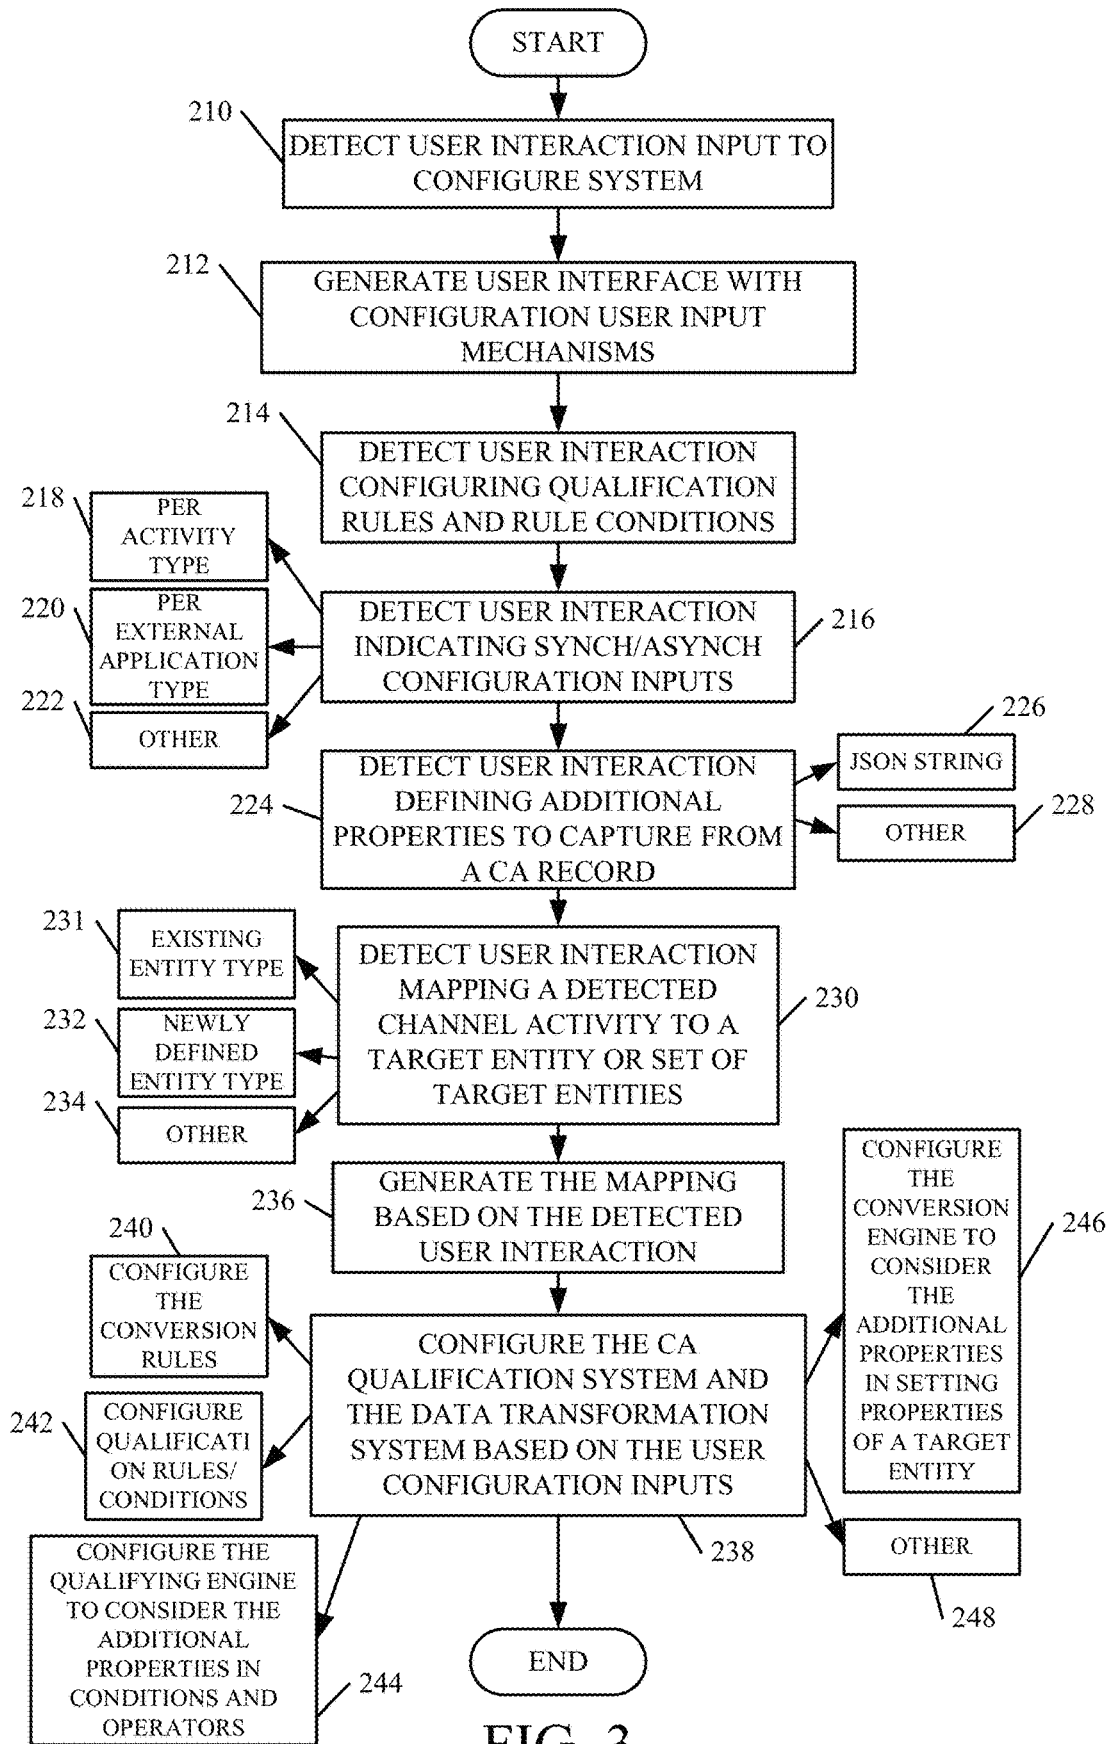 START
210
DETECT USER INTERACTION INPUT TO
CONFIGURE SYSTEM
212
GENERATE USER INTERFACE WITH
CONFIGURATION USER INPUT
MECHANISMS
214
DETECT USER INTERACTION
CONFIGURING QUALIFICATION
RULES AND RULE CONDITIONS
218
PER
ACTIVITY
TYPE
220
PER
EXTERNAL
APPLICATION
TYPE
222
OTHER
DETECT USER INTERACTION
INDICATING SYNCH/ASYNCH
CONFIGURATION INPUTS
216
224
DETECT USER INTERACTION
DEFINING ADDITIONAL
PROPERTIES TO CAPTURE FROM
A CA RECORD
226
JSON STRING
228
OTHER
231
EXISTING
ENTITY TYPE
232
NEWLY
DEFINED
ENTITY TYPE
234
OTHER
DETECT USER INTERACTION
MAPPING A DETECTED
CHANNEL ACTIVITY TO A
TARGET ENTITY OR SET OF
TARGET ENTITIES
230
236
GENERATE THE MAPPING
BASED ON THE DETECTED
USER INTERACTION
240
CONFIGURE
THE
CONVERSION
RULES
242
CONFIGURE
QUALIFICATI
ON RULES/
CONDITIONS
CONFIGURE THE CA
QUALIFICATION SYSTEM AND
THE DATA TRANSFORMATION
SYSTEM BASED ON THE USER
CONFIGURATION INPUTS
238
CONFIGURE
THE
CONVERSION
ENGINE TO
CONSIDER
THE
ADDITIONAL
PROPERTIES
IN SETTING
PROPERTIES
OF A TARGET
ENTITY
246
OTHER
248
CONFIGURE THE
QUALIFYING ENGINE
TO CONSIDER THE
ADDITIONAL
PROPERTIES IN
CONDITIONS AND
OPERATORS
244
END
FIG. 3